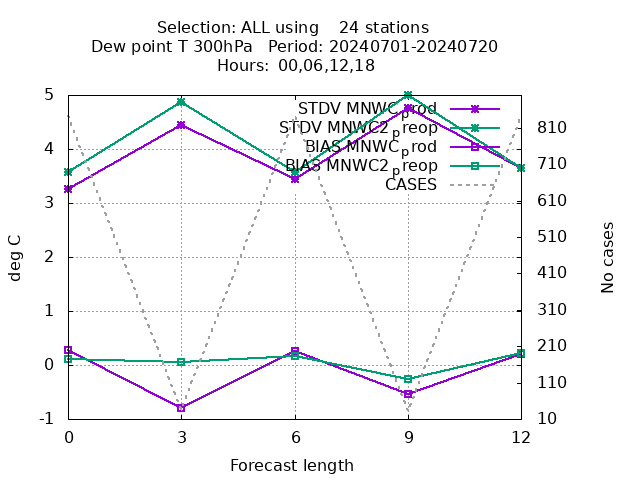 Selection: ALL using    24 stations
Dew point T 300hPa   Period: 20240701-20240720
Hours: 00,06,12,18
STDV MNWC_prod
STDV MNWC2_preop
BIAS MNWC_prod
BIAS MNWC2_preop
CASES
5
4
3
2
1
0
-1
deg C
810
710
610
510
410
310
210
110
10
No cases
0 3 6 9 12
Forecast length